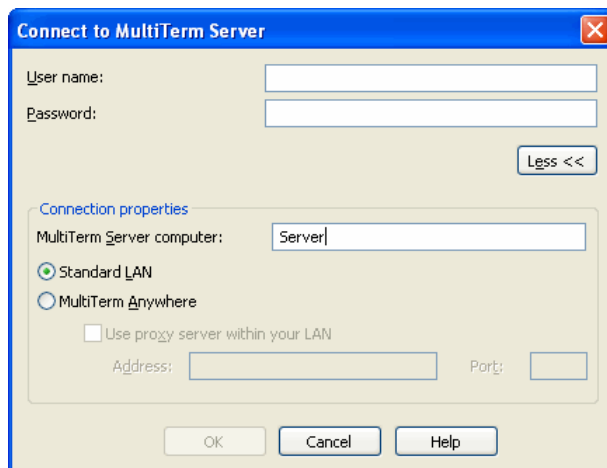 Connect to MultiTerm Server
User name:
Password:
Less <<
Connection properties
MultiTerm Server computer: Server
Standard LAN
MultiTerm Anywhere
Use proxy server within your LAN
Address: Port:
OK Cancel Help